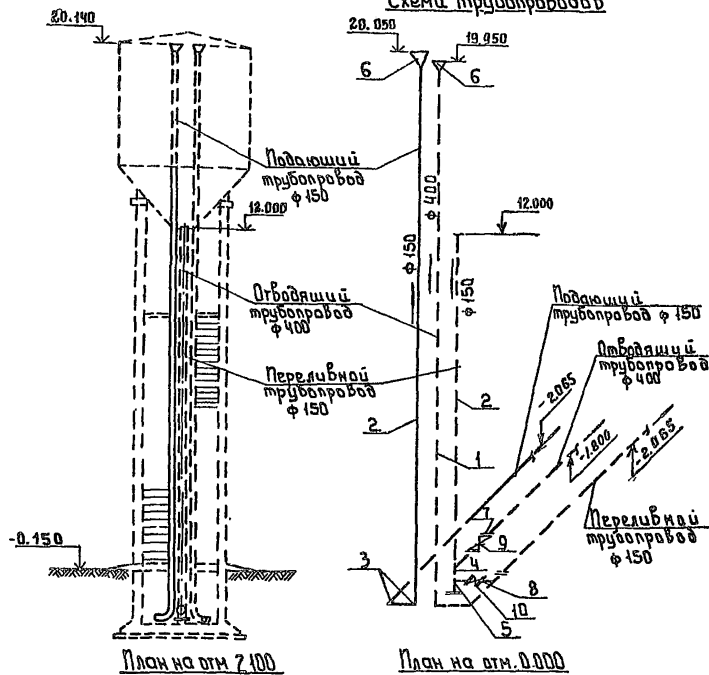 Схема трубопроводов
20.140
20.050
19.950
6
6
Подающий
трубопровод
ф 150
12.000
ф 400
12.000
ф 150
ф 150
Отводящий
трубопровод
ф 400
Подающий
трубопровод ф 150
Отводящий
трубопровод
ф 400
Переливной
трубопровод
ф 150
2
2
-2.065
-1.800
-2.065
1
7
9
Переливной
трубопровод
ф 150
-0.150
3
4
8
10
5
План на отм 7.100
План на отм. 0.000